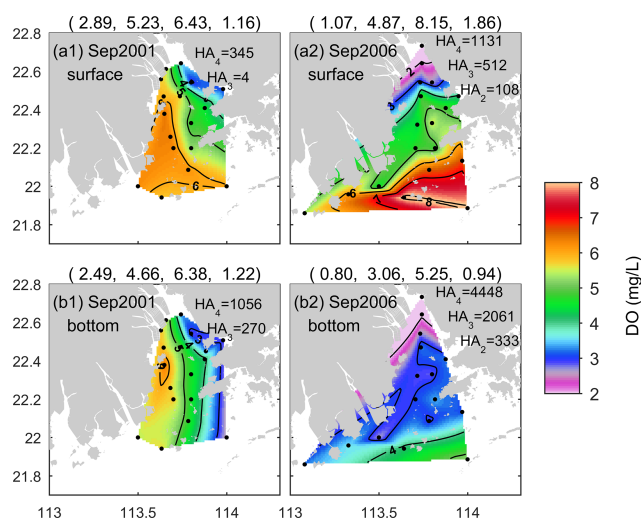 ( 2.89, 5.23, 6.43, 1.16)
( 1.07, 4.87, 8.15, 1.86)
22.8
22.6
22.4
22.2
22
21.8
(a1) Sep2001
surface
HA4=345
HA3=4
6
(a2) Sep2006
surface
HA4=1131
HA3=512
HA2=108
2
6
8
( 2.49, 4.66, 6.38, 1.22)
( 0.80, 3.06, 5.25, 0.94)
22.8
22.6
22.4
22.2
22
21.8
(b1) Sep2001
bottom
HA4=1056
HA3=270
5
4
3
(b2) Sep2006
bottom
HA4=4448
HA3=2061
HA2=333
4
113
113.5
114
113
113.5
114
8
7
6
5
4
3
2
DO (mg/L)